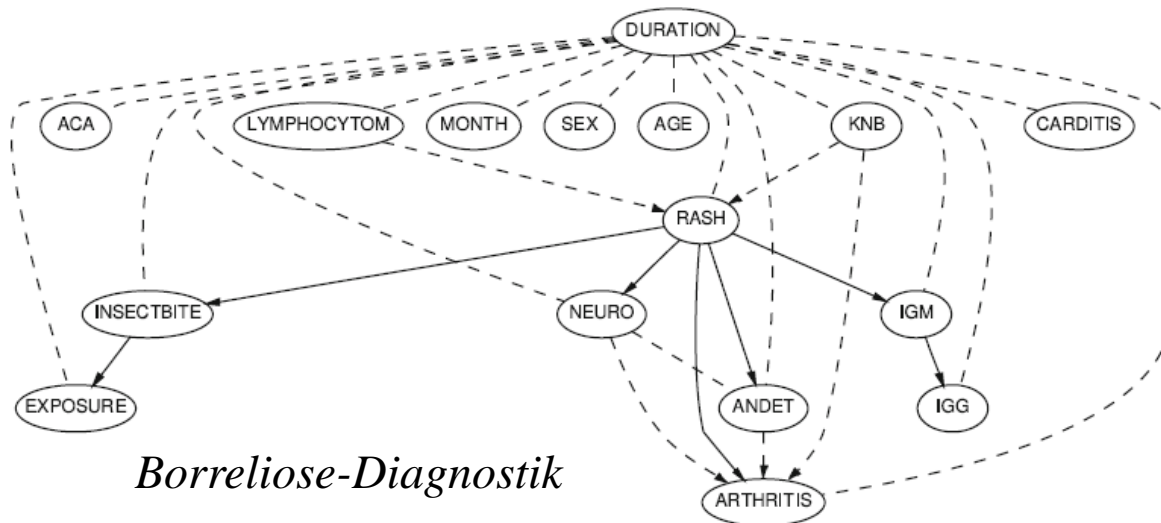 DURATION
ACA LYMPHOCYTOM MONTH SEX AGE KNB CARDITIS
RASH
INSECTBITE NEURO IGM
EXPOSURE ANDET IGG
Borreliose-Diagnostik
ARTHRITIS